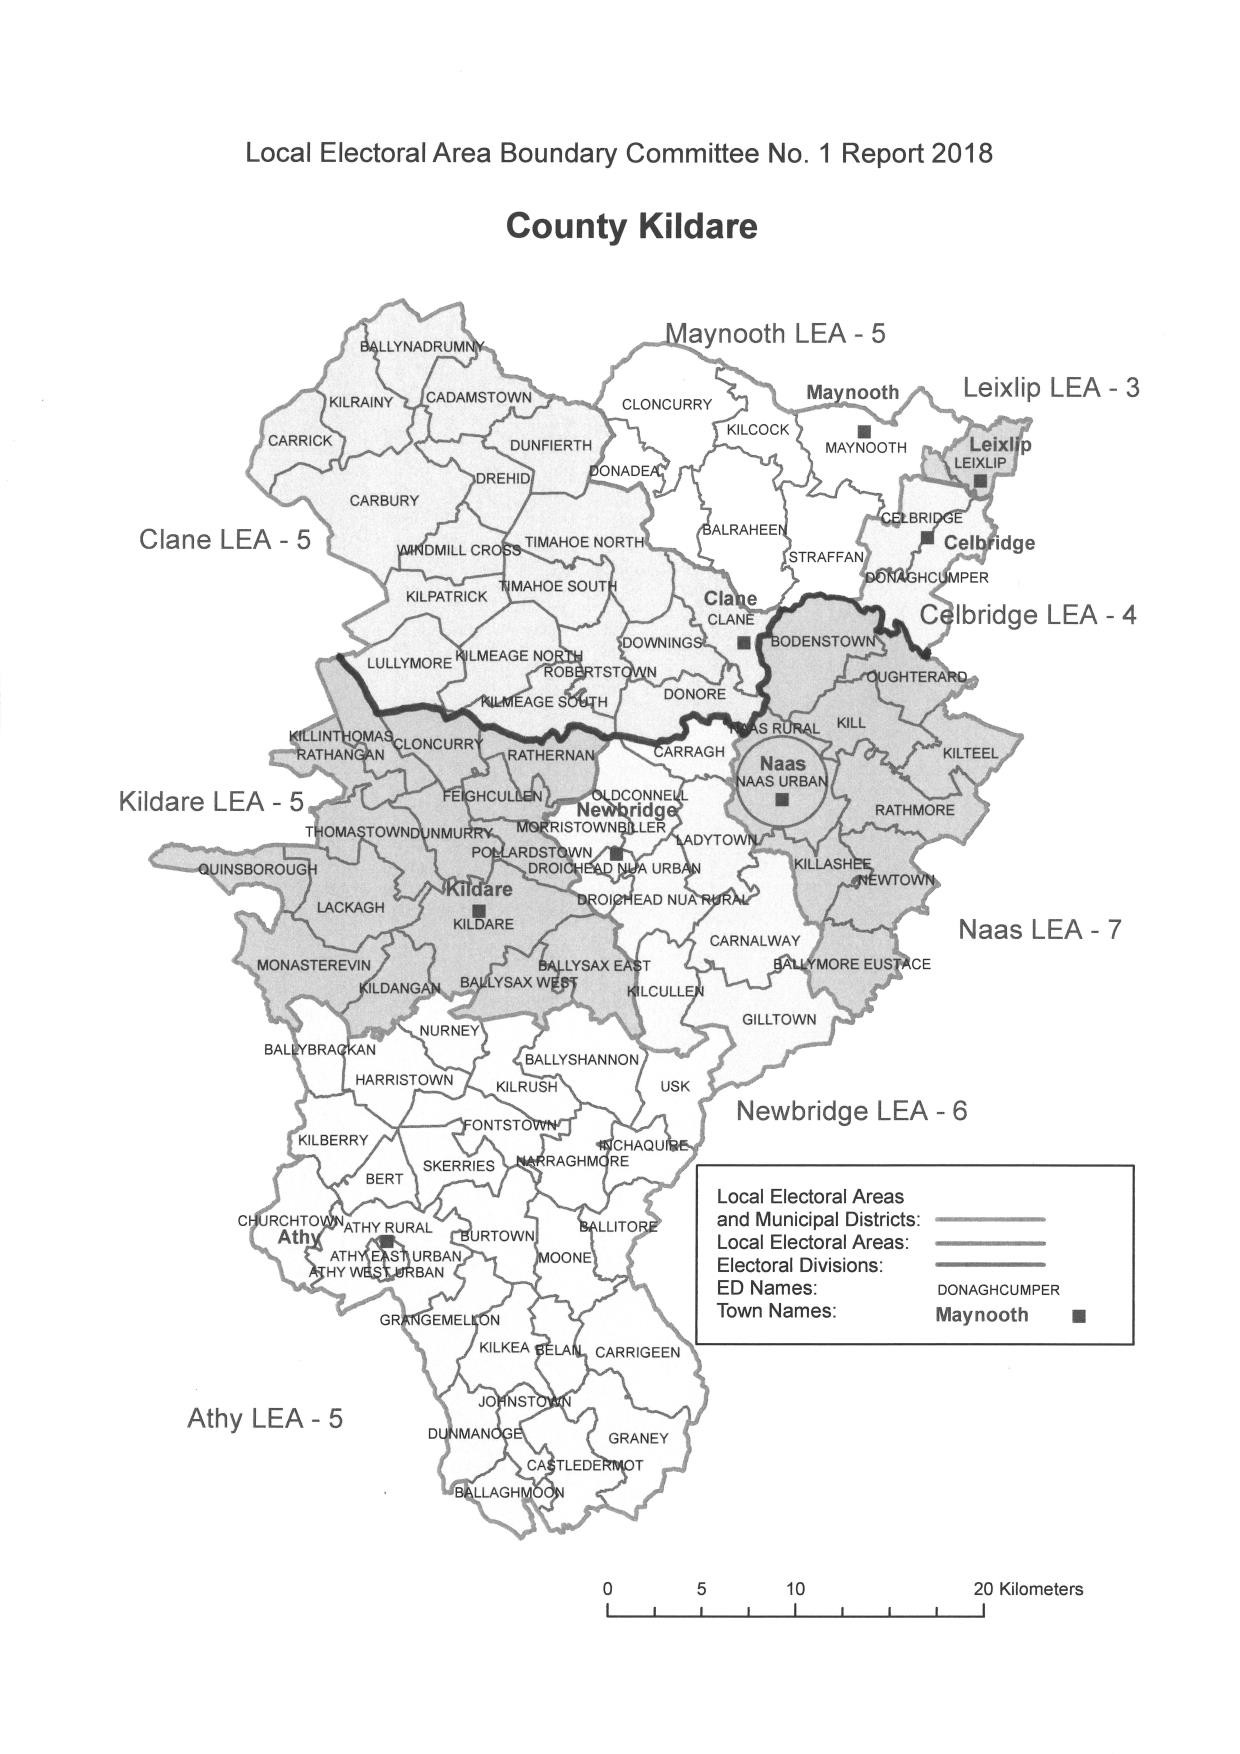 Local Electoral Area Boundary Committee No. 1 Report 2018
County Kildare
Maynooth LEA - 5
Leixlip LEA - 3
Clane LEA - 5
Celbridge LEA - 4
Kildare LEA - 5
Naas LEA - 7
Newbridge LEA - 6
Athy LEA - 5
BALLYNADRUMNY
KILRAINY
CADAMSTOWN
CARRICK
DUNFIERTH
DREHID
CARBURY
WINDMILL CROSS
TIMAHOE NORTH
TIMAHOE SOUTH
KILPATRICK
Clane
CLANE
DOWNINGS
LULLYMORE
KILMEAGE NORTH
ROBERTSTOWN
KILMEAGE SOUTH
DONORE
CLONCURRY
KILCOCK
Maynooth
MAYNOOTH
DONADEA
BALRAHEEN
STRAFFAN
Leixlip
LEIXLIP
CELBRIDGE
Celbridge
DONAGHCUMPER
BODENSTOWN
OUGHTERARD
NAAS RURAL
KILL
KILTEEL
Naas
NAAS URBAN
RATHMORE
KILLASHEE
NEWTOWN
BALLYMORE EUSTACE
KILLINTHOMAS
RATHANGAN
CLONCURRY
RATHERNAN
FEIGHCULLEN
THOMASTOWN
DUNMURRY
POLLARDSTOWN
QUINSBOROUGH
LACKAGH
Kildare
KILDARE
MONASTEREVIN
KILDANGAN
BALLYSAX WEST
BALLYSAX EAST
CARRAGH
OLDCONNELL
Newbridge
MORRISTOWNBILLER
LADYTOWN
DROICHEAD NUA URBAN
DROICHEAD NUA RURAL
CARNALWAY
KILCULLEN
GILLTOWN
BALLYBRACKAN
NURNEY
HARRISTOWN
BALLYSHANNON
KILRUSH
USK
KILBERRY
FONTSTOWN
INCHAQUIRE
NARRAGHMORE
SKERRIES
BERT
CHURCHTOWN
Athy
ATHY RURAL
ATHY EAST URBAN
ATHY WEST URBAN
BURTOWN
BALLITORE
MOONE
GRANGEMELLON
KILKEA
BELAN
CARRIGEEN
JOHNSTOWN
DUNMANOGE
GRANEY
CASTLEDERMOT
BALLAGHMOON
Local Electoral Areas
and Municipal Districts:
Local Electoral Areas:
Electoral Divisions:
ED Names: DONAGHCUMPER
Town Names: Maynooth
0 5 10 20 Kilometers